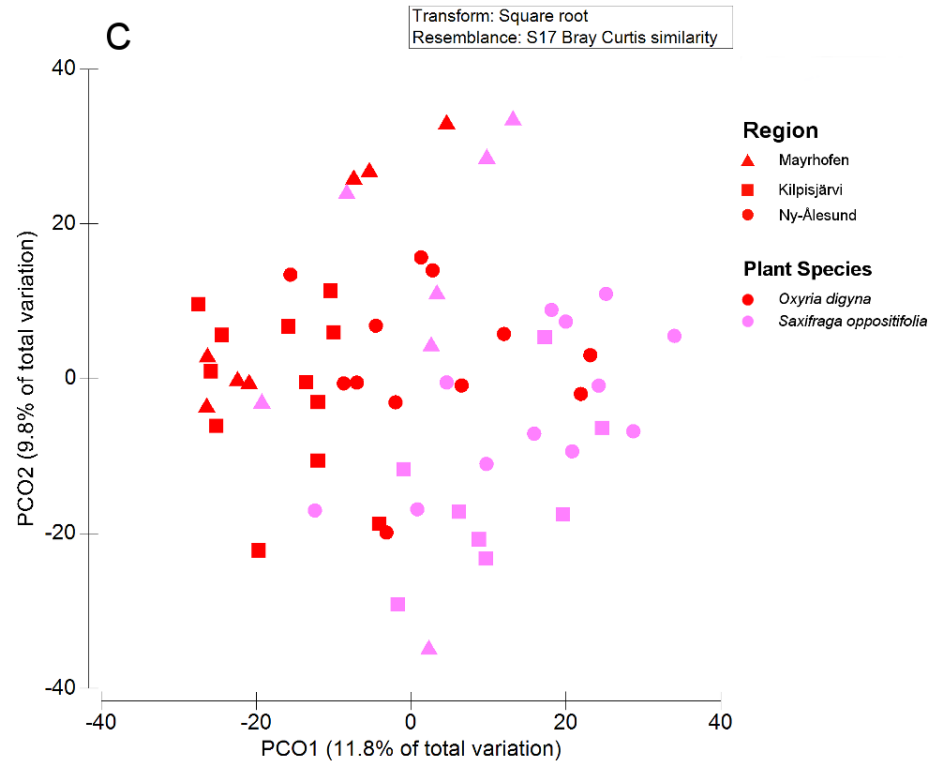 C
Transform: Square root
Resemblance: S17 Bray Curtis similarity
40
20
0
-20
-40
PCO2 (9.8% of total variation)
-40
-20
0
20
40
PCO1 (11.8% of total variation)
Region
Mayrhofen
Kilpisjärvi
Ny-Ålesund
Plant Species
Oxyria digyna
Saxifraga oppositifolia